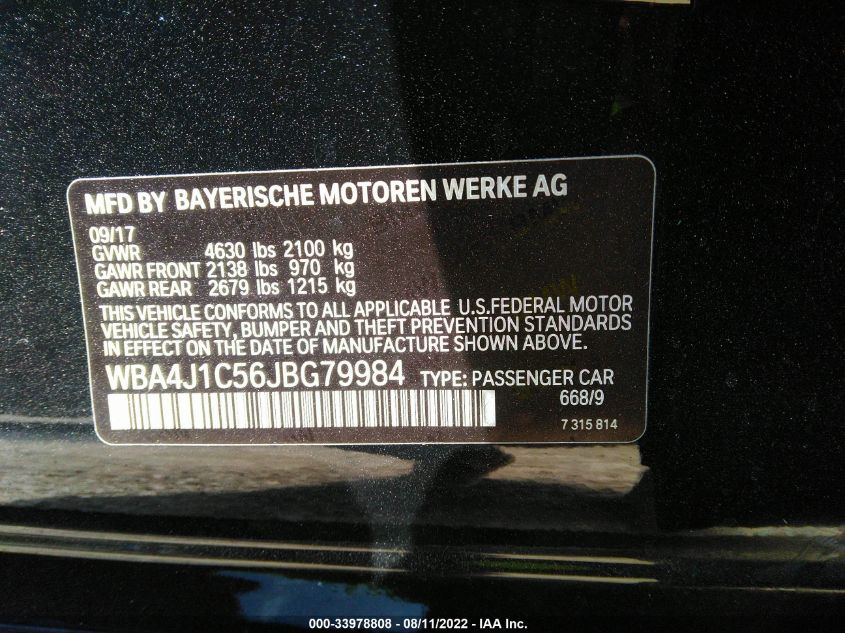 MFD BY BAYERISCHE MOTOREN WERKE AG
09/17
GVWR 4630 lbs 2100 kg
GAWR FRONT 2138 lbs 970 kg
GAWR REAR 2679 lbs 1215 kg
THIS VEHICLE CONFORMS TO ALL APPLICABLE U.S.FEDERAL MOTOR
VEHICLE SAFETY, BUMPER AND THEFT PREVENTION STANDARDS
IN EFFECT ON THE DATE OF MANUFACTURE SHOWN ABOVE.
WBA4J1C56JBG79984 TYPE: PASSENGER CAR
668/9
7 315 814
000-33978808 - 08/11/2022 - IAA Inc.